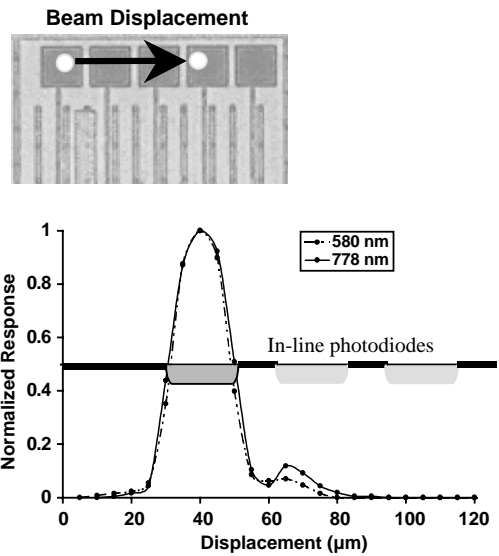 Beam Displacement
1
0.8
0.6
0.4
0.2
0
Normalized Response
580 nm
778 nm
In-line photodiodes
0 20 40 60 80 100 120
Displacement (µm)